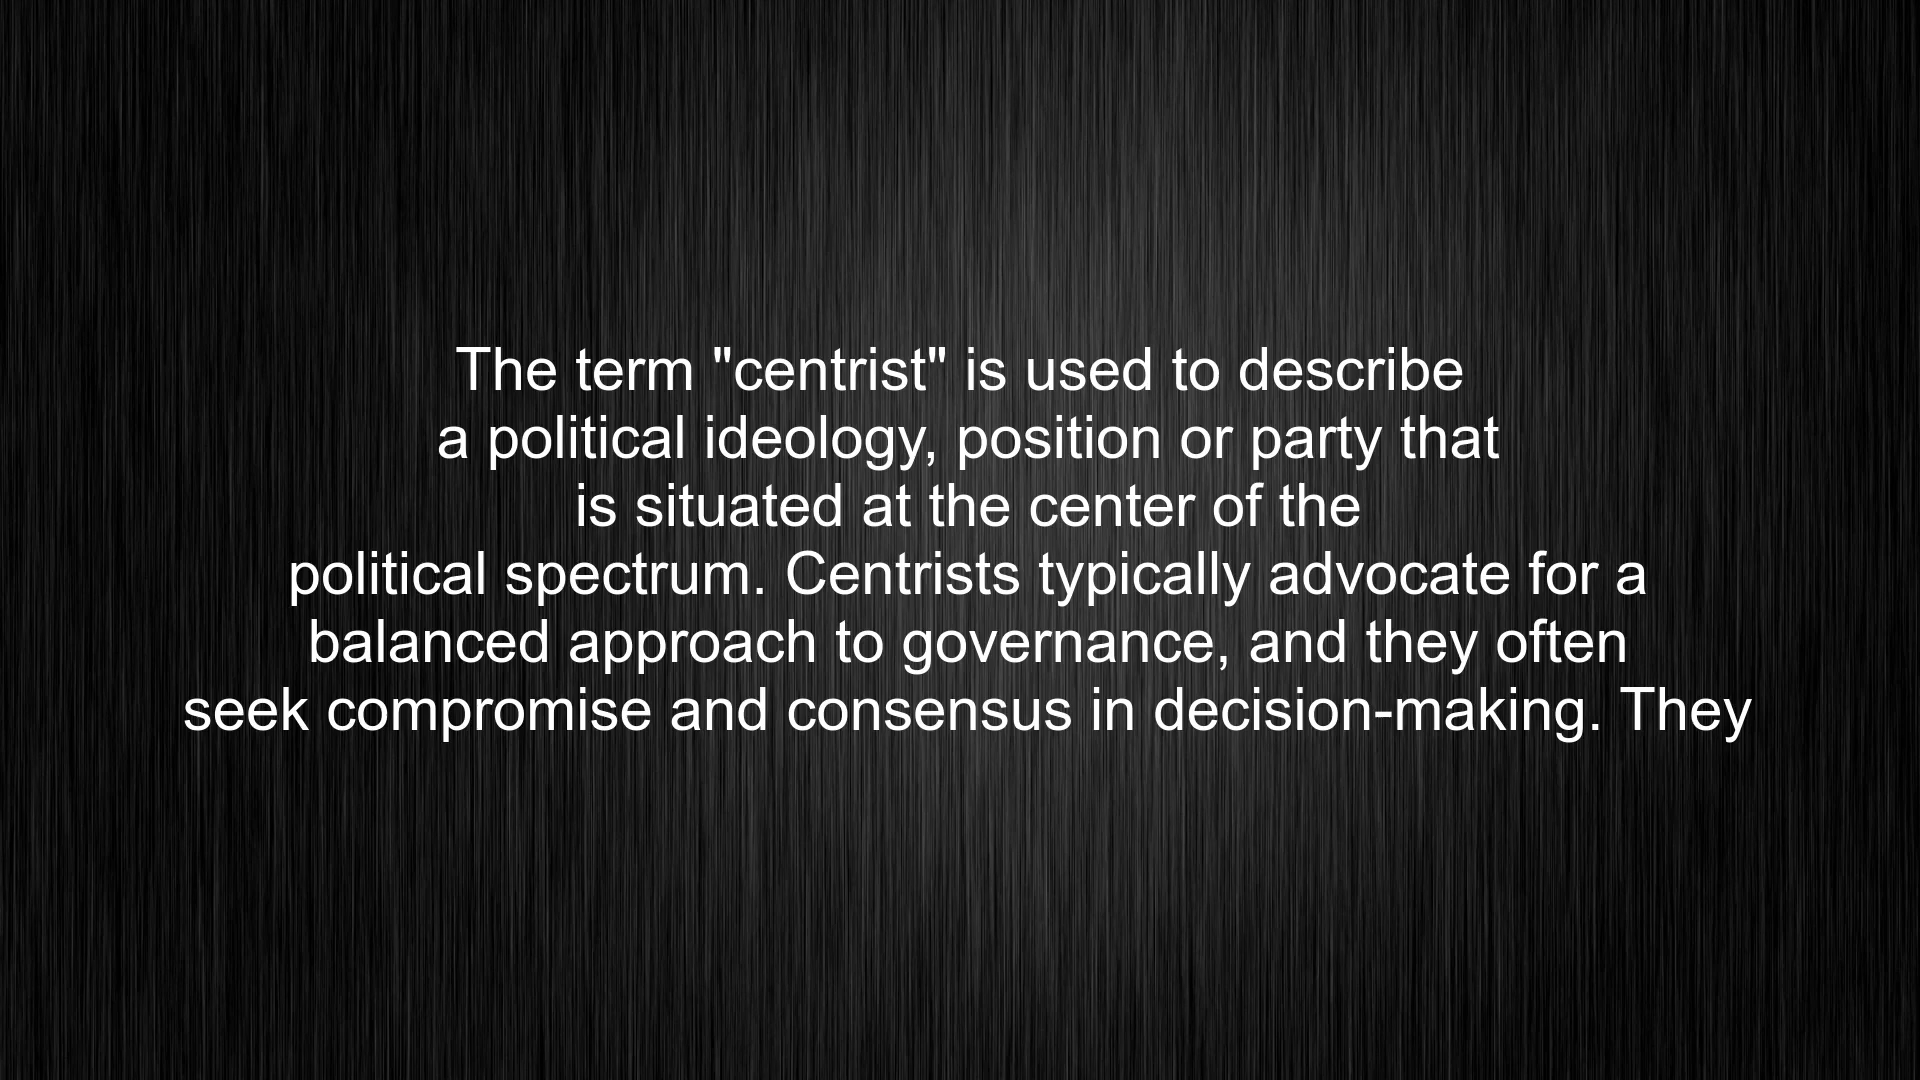 The term "centrist" is used to describe
a political ideology, position or party that
is situated at the center of the
political spectrum. Centrists typically advocate for a
balanced approach to governance, and they often
seek compromise and consensus in decision-making. They